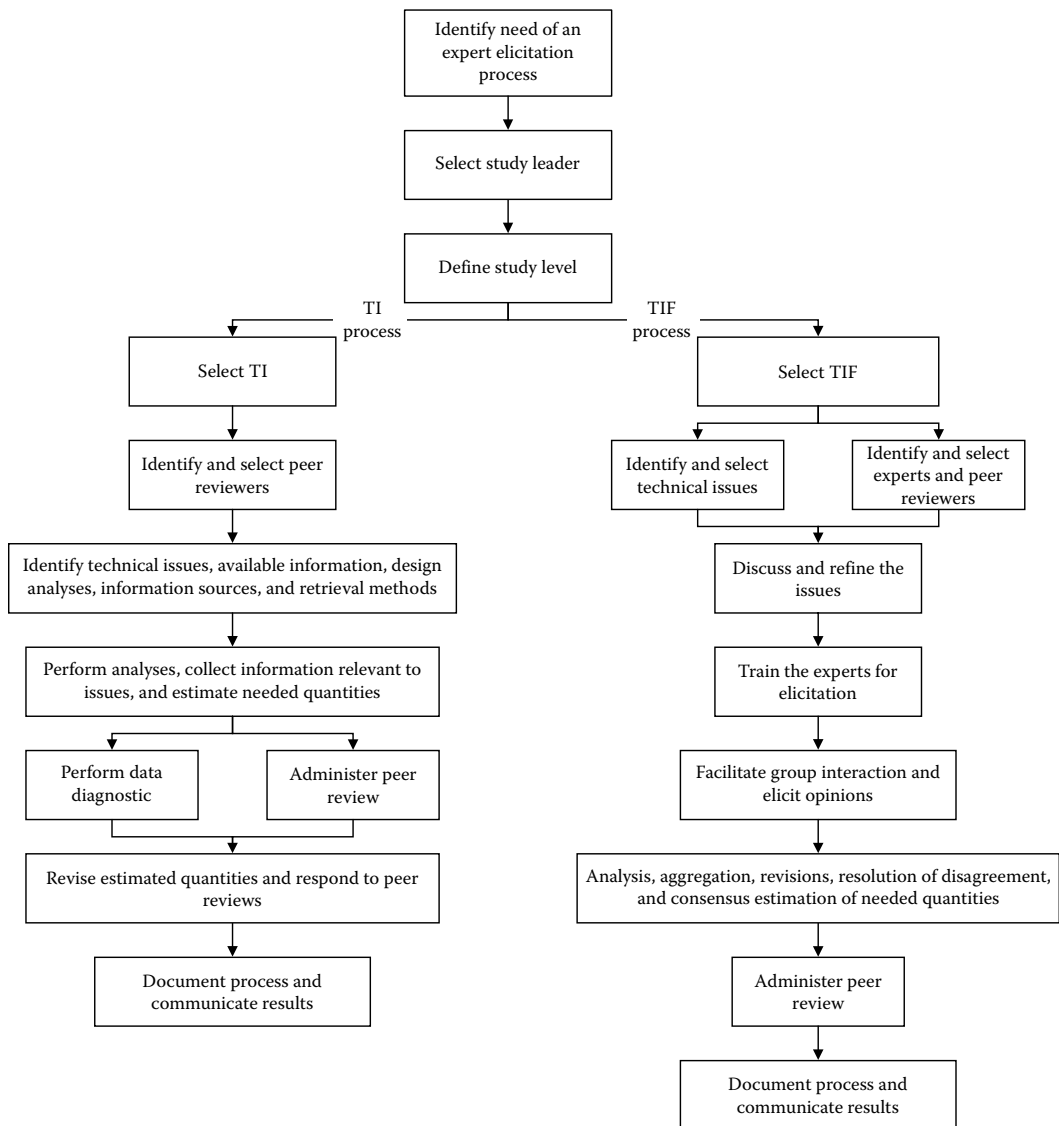 Identify need of an
expert elicitation
process
Select study leader
Define study level
TI
process
TIF
process
Select TI
Select TIF
Identify and select peer
reviewers
Identify and select
technical issues
Identify and select
experts and peer
reviewers
Identify technical issues, available information, design
analyses, information sources, and retrieval methods
Discuss and refine the
issues
Perform analyses, collect information relevant to
issues, and estimate needed quantities
Train the experts for
elicitation
Perform data
diagnostic
Administer peer
review
Facilitate group interaction and
elicit opinions
Revise estimated quantities and respond to peer
reviews
Analysis, aggregation, revisions, resolution of disagreement,
and consensus estimation of needed quantities
Document process and
communicate results
Administer peer
review
Document process and
communicate results